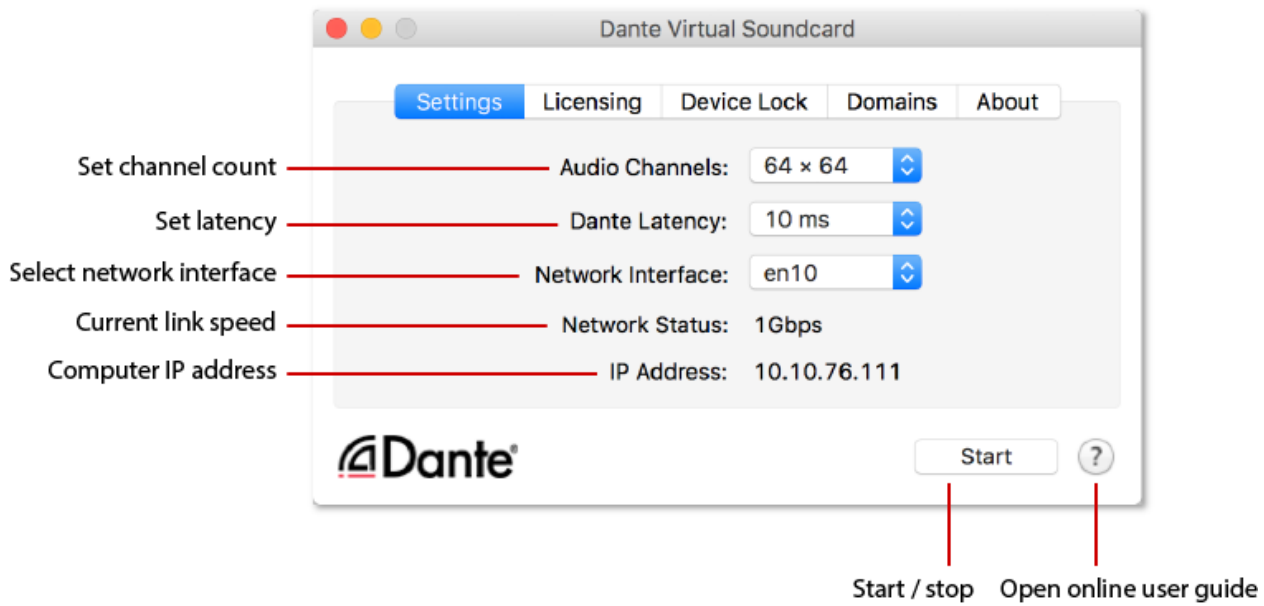 Dante Virtual Soundcard
Settings Licensing Device Lock Domains About
Set channel count Audio Channels: 64 × 64
Set latency Dante Latency: 10 ms
Select network interface Network Interface: en10
Current link speed Network Status: 1Gbps
Computer IP address IP Address: 10.10.76.111
Dante® Start ?
Start / stop Open online user guide